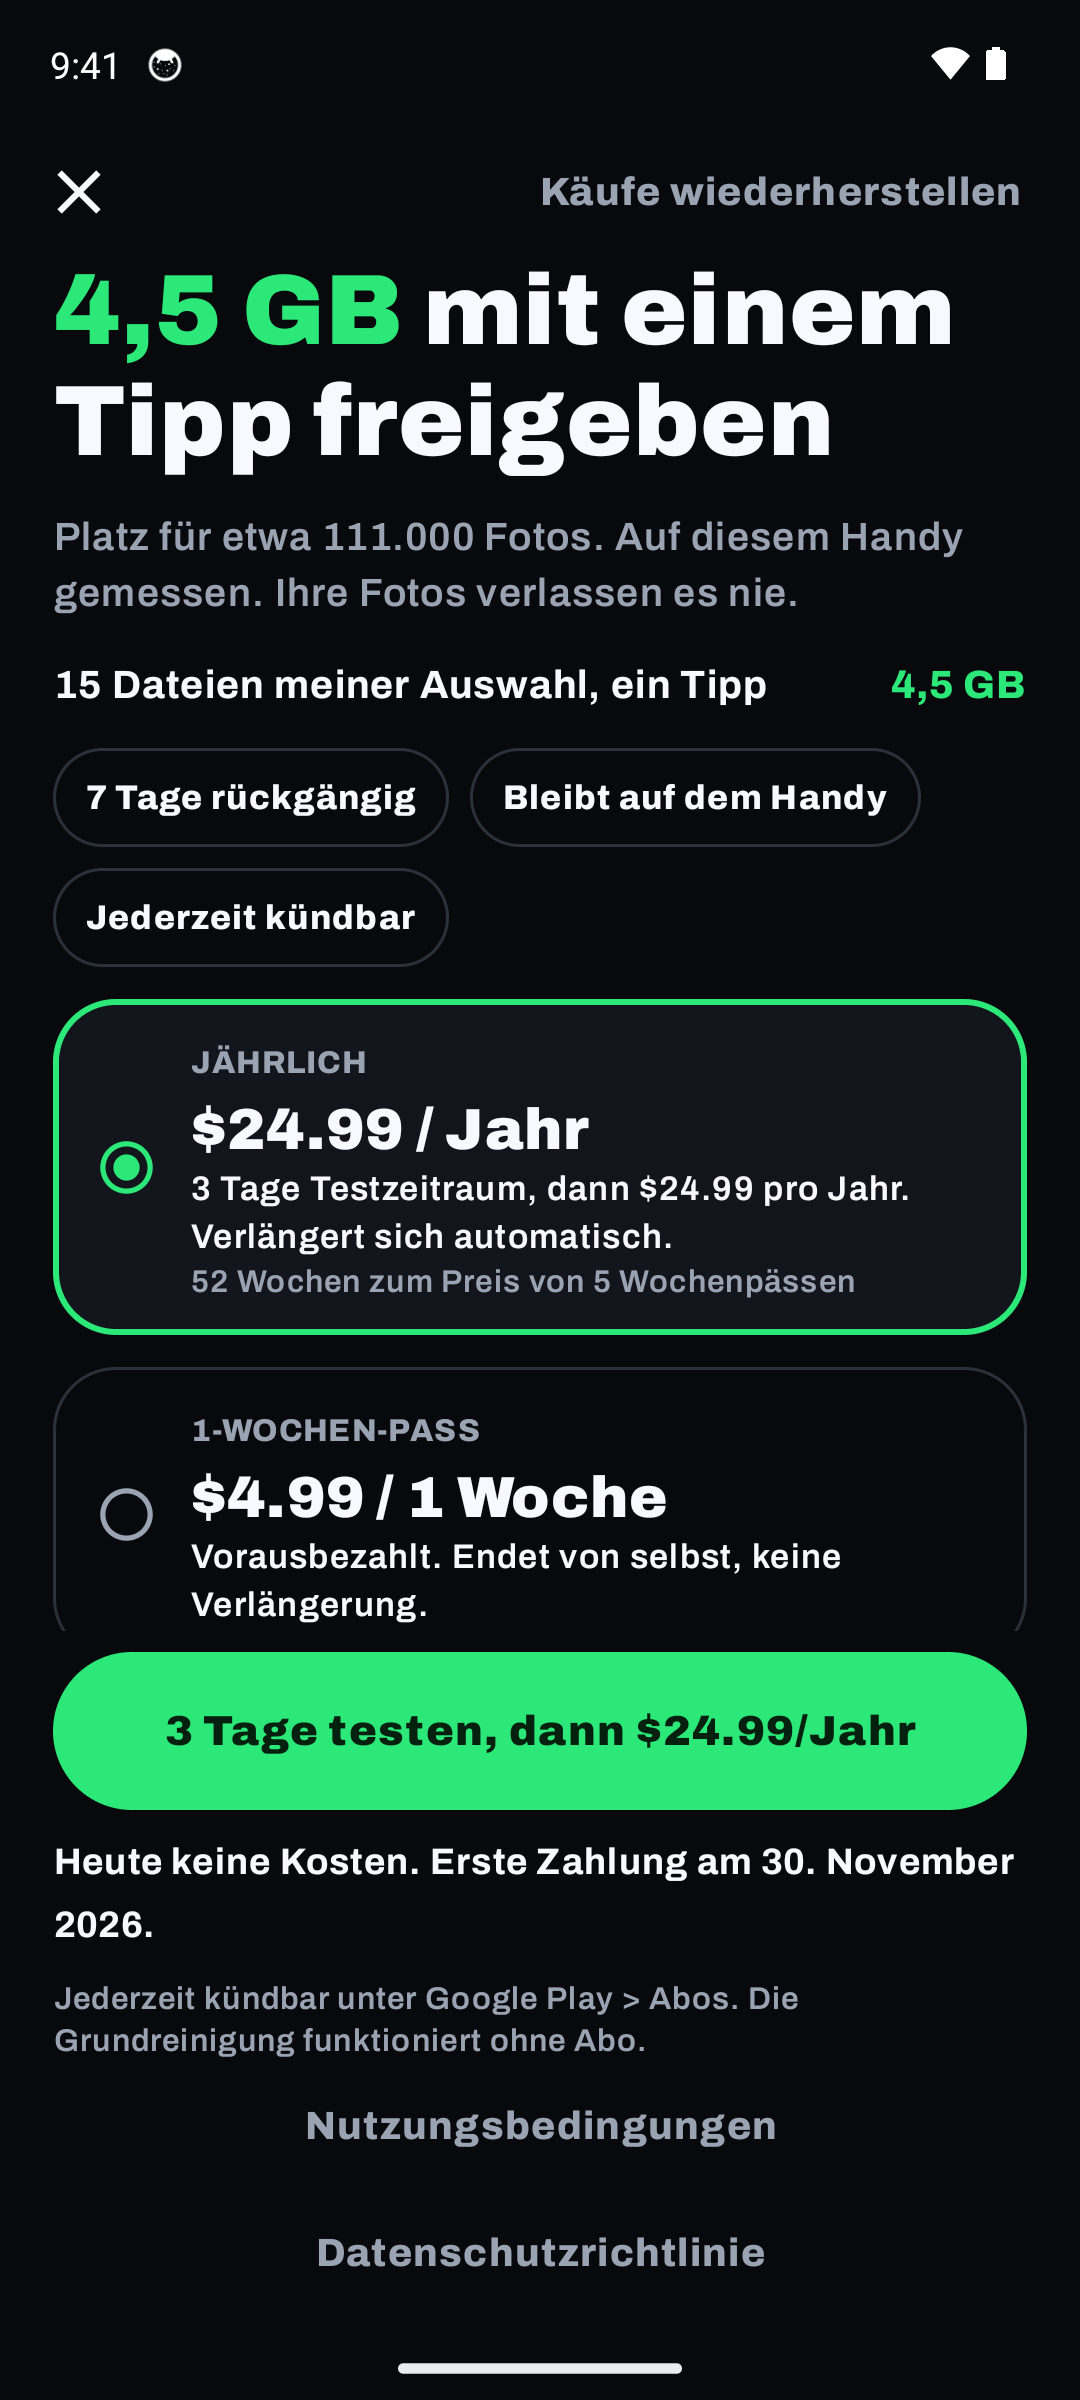 9:41
Käufe wiederherstellen
4,5 GB mit einem
Tipp freigeben
Platz für etwa 111.000 Fotos. Auf diesem Handy
gemessen. Ihre Fotos verlassen es nie.
15 Dateien meiner Auswahl, ein Tipp 4,5 GB
7 Tage rückgängig Bleibt auf dem Handy
Jederzeit kündbar
JÄHRLICH
$24.99 / Jahr
3 Tage Testzeitraum, dann $24.99 pro Jahr.
Verlängert sich automatisch.
52 Wochen zum Preis von 5 Wochenpässen
1-WOCHEN-PASS
$4.99 / 1 Woche
Vorausbezahlt. Endet von selbst, keine
Verlängerung.
3 Tage testen, dann $24.99/Jahr
Heute keine Kosten. Erste Zahlung am 30. November
2026.
Jederzeit kündbar unter Google Play > Abos. Die
Grundreinigung funktioniert ohne Abo.
Nutzungsbedingungen
Datenschutzrichtlinie